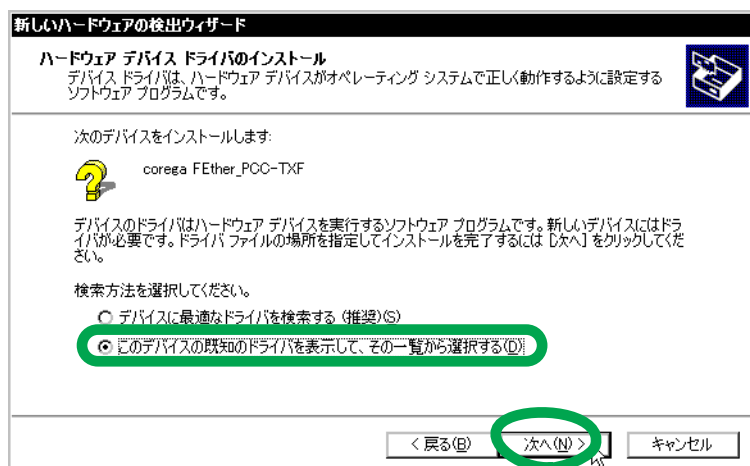 新しいハードウェアの検出ウィザード
ハードウェア デバイス ドライバのインストール
デバイス ドライバは、ハードウェア デバイスがオペレーティング システムで正しく動作するように設定する
ソフトウェア プログラムです。
次のデバイスをインストールします:
corega FEther_PCC-TXF
デバイスのドライバはハードウェア デバイスを実行するソフトウェア プログラムです。新しいデバイスにはドラ
イバが必要です。ドライバ ファイルの場所を指定してインストールを完了するには [次へ] をクリックしてくだ
さい。
検索方法を選択してください。
デバイスに最適なドライバを検索する (推奨)(S)
このデバイスの既知のドライバを表示して、その一覧から選択する(D)
< 戻る(B)
次へ(N) >
キャンセル